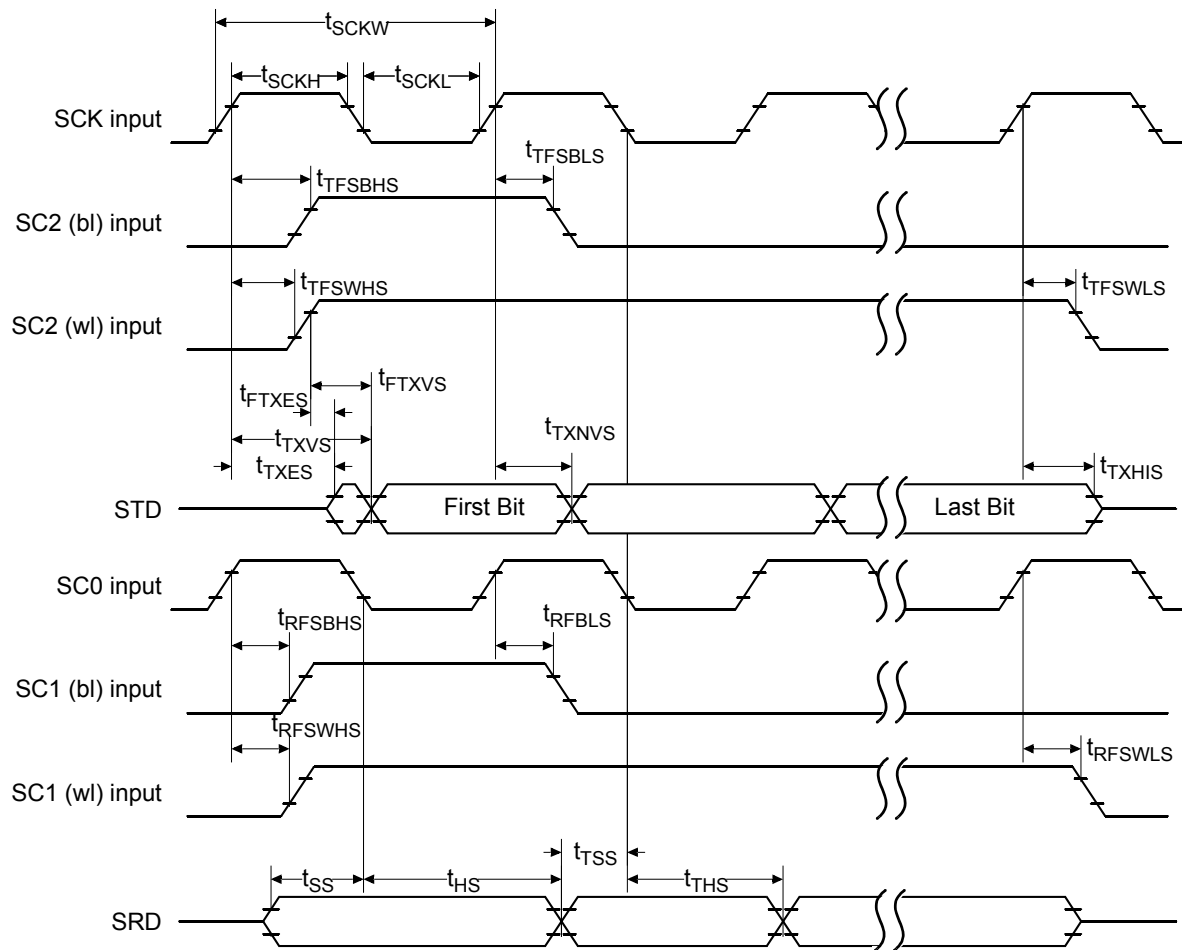 tSCKW
tSCKH
tSCKL
SCK input
tTFSBLS
tTFSBHS
SC2 (bl) input
tTFSWHS
tTFSWLS
SC2 (wl) input
tFTXES
tFTXVS
tTXVS
tTXNVS
tTXES
tTXHIS
STD
First Bit
Last Bit
SC0 input
tRFSBHS
tRFBLS
SC1 (bl) input
tRFSWHS
tRFSWLS
SC1 (wl) input
tTSS
tSS
tHS
tTHS
SRD